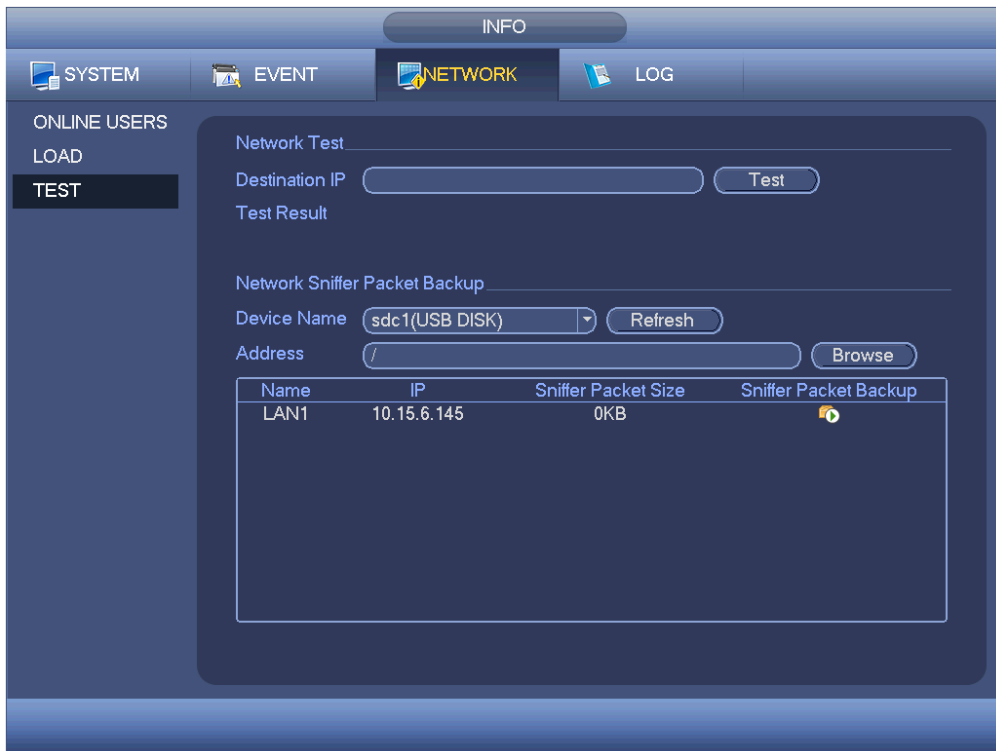 INFO
SYSTEM EVENT NETWORK LOG
ONLINE USERS
LOAD
TEST
Network Test
Destination IP Test
Test Result
Network Sniffer Packet Backup
Device Name sdc1(USB DISK) Refresh
Address / Browse
Name IP Sniffer Packet Size Sniffer Packet Backup
LAN1 10.15.6.145 0KB